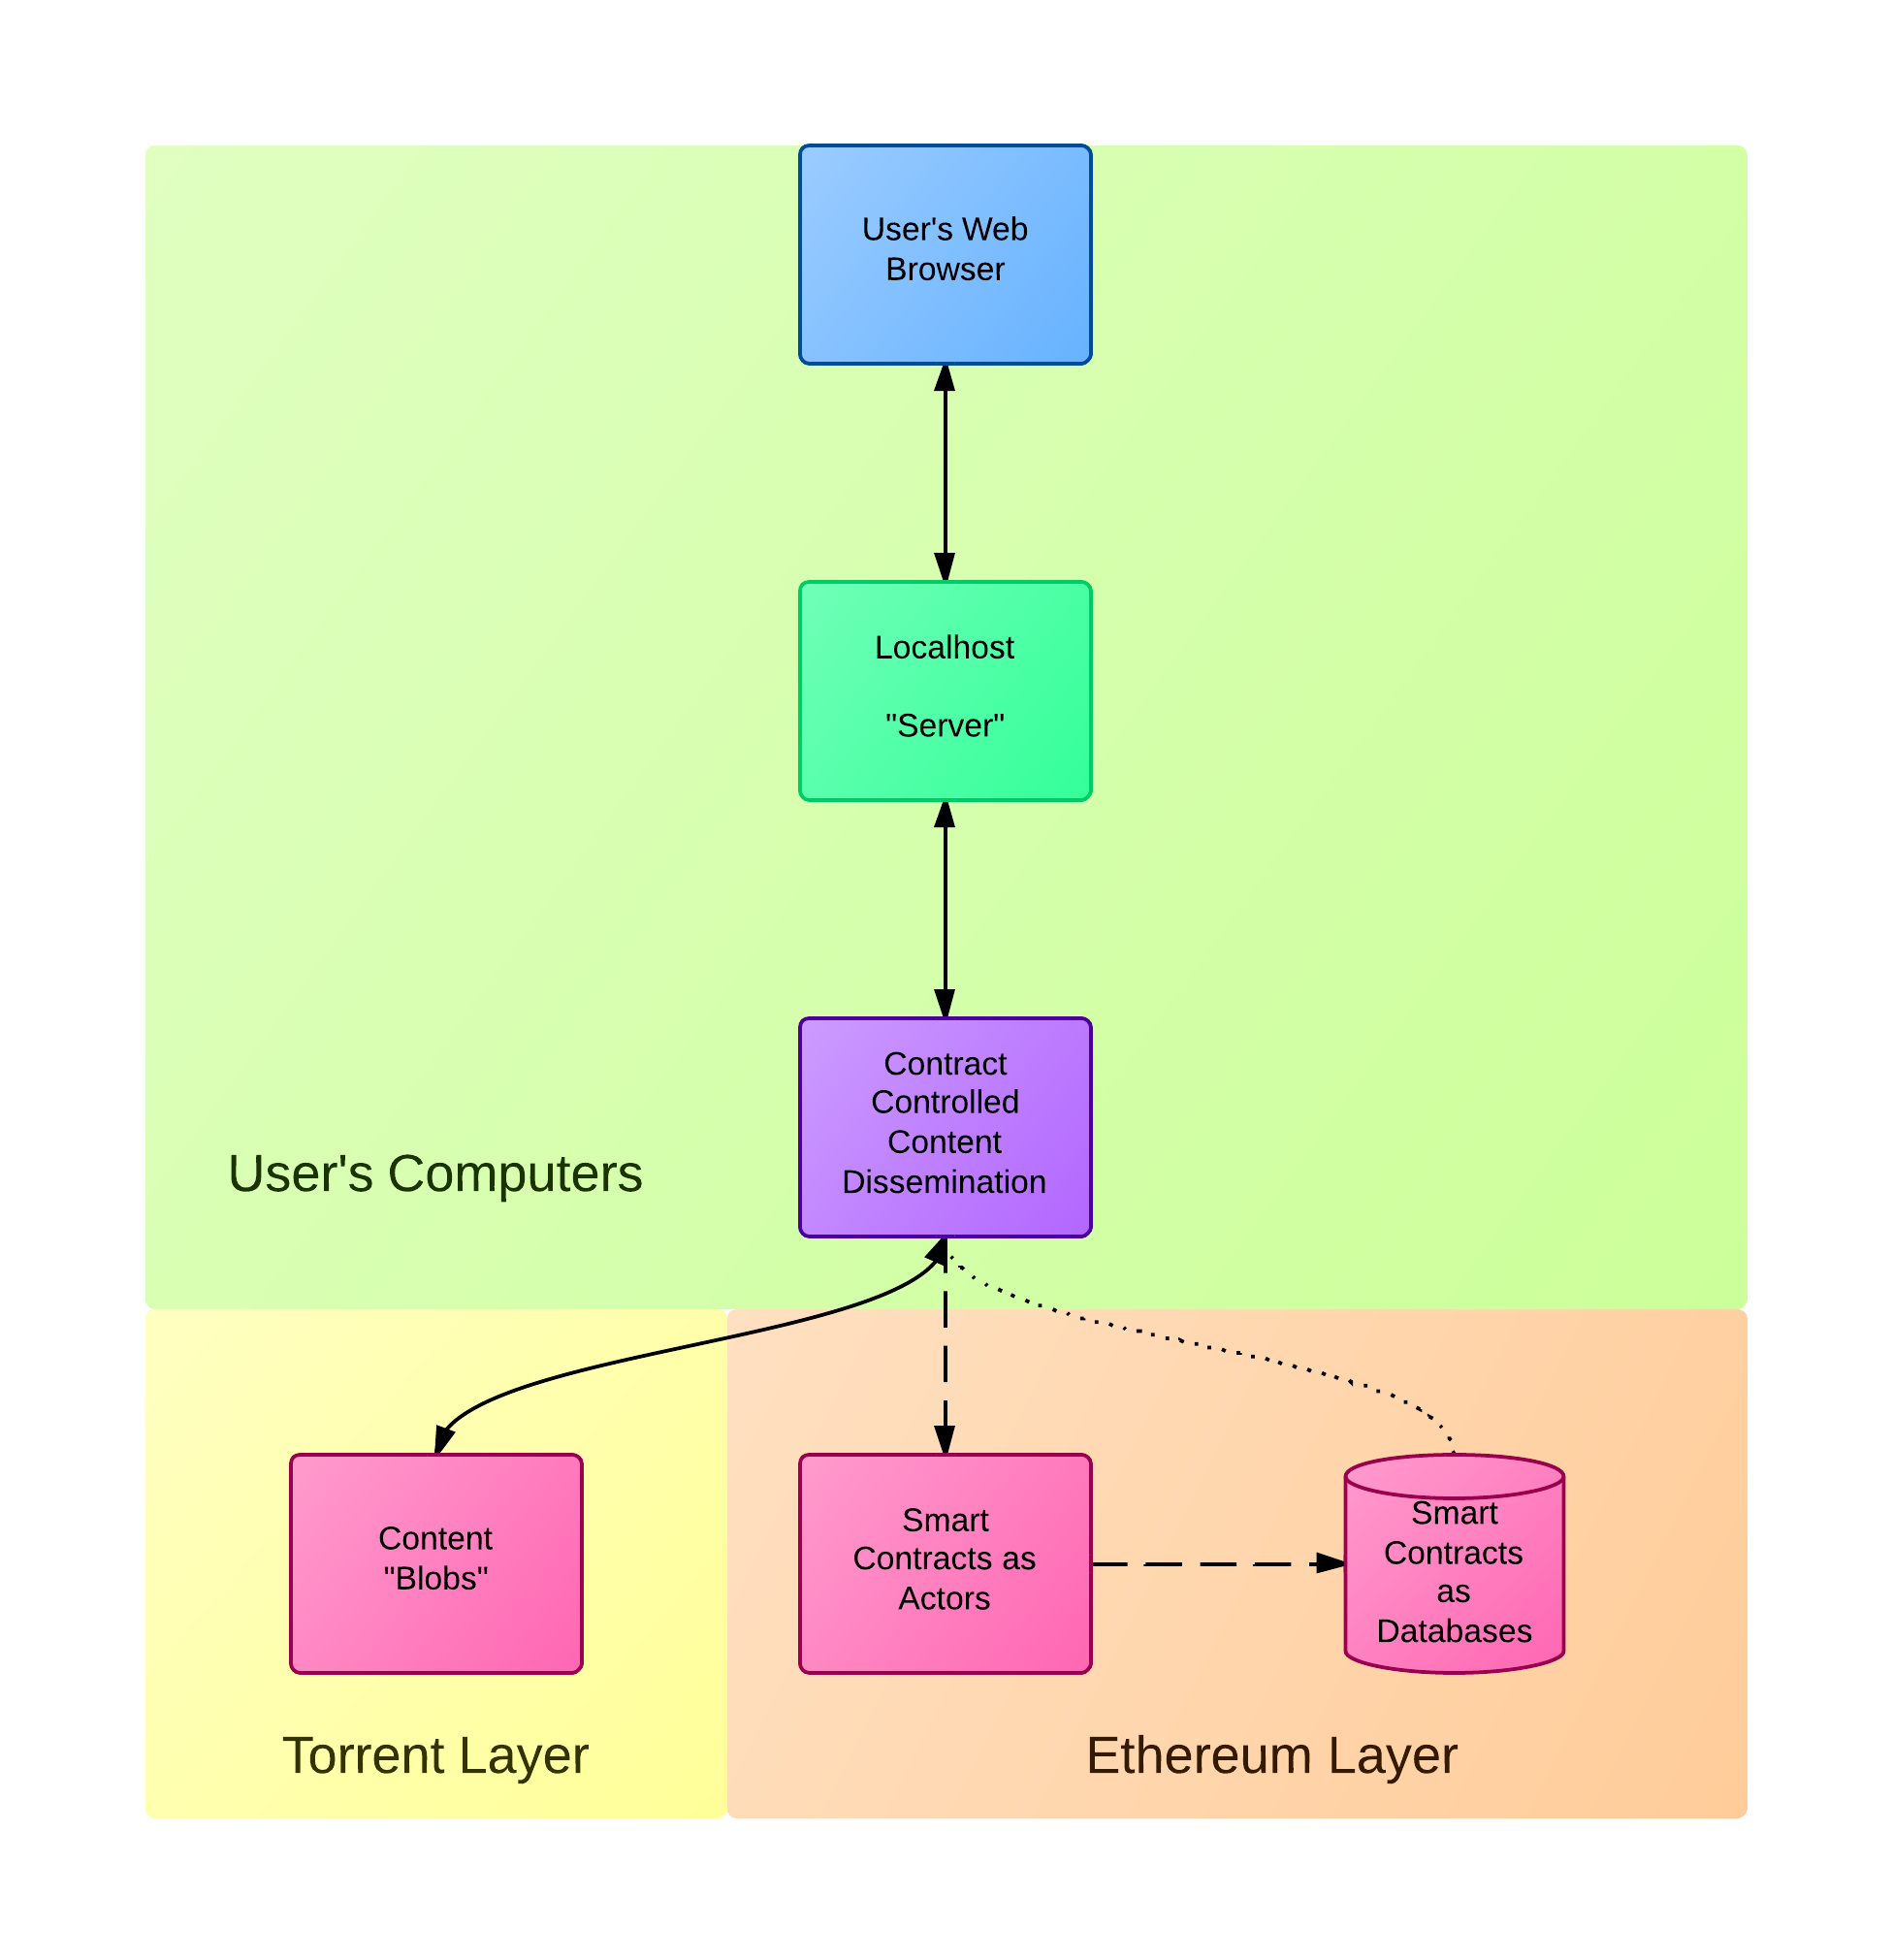 User's Web
Browser
Localhost
"Server"
Contract
Controlled
Content
Dissemination
User's Computers
Content
"Blobs"
Smart
Contracts as
Actors
Smart
Contracts
as
Databases
Torrent Layer
Ethereum Layer